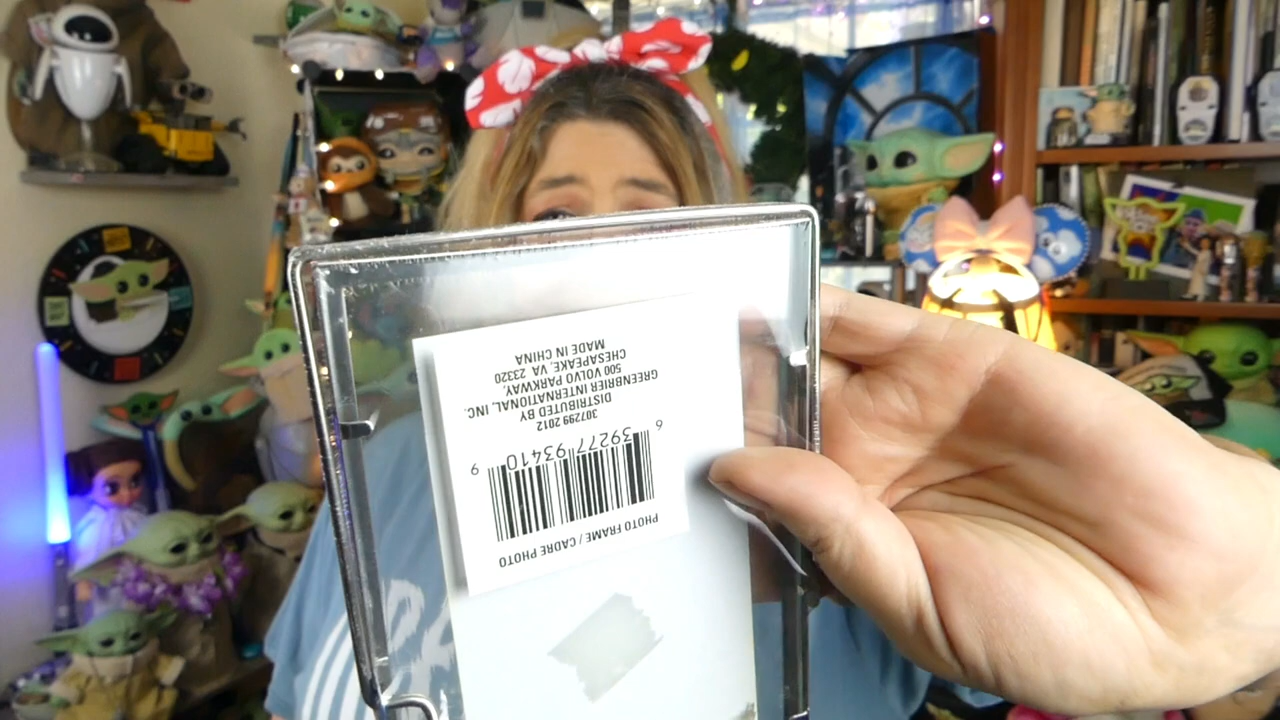 PHOTO FRAME / CADRE PHOTO
6 39277 93410 9
307299 2012
DISTRIBUTED BY
GREENBRIER INTERNATIONAL, INC.
500 VOLVO PARKWAY,
CHESAPEAKE, VA 23320
MADE IN CHINA